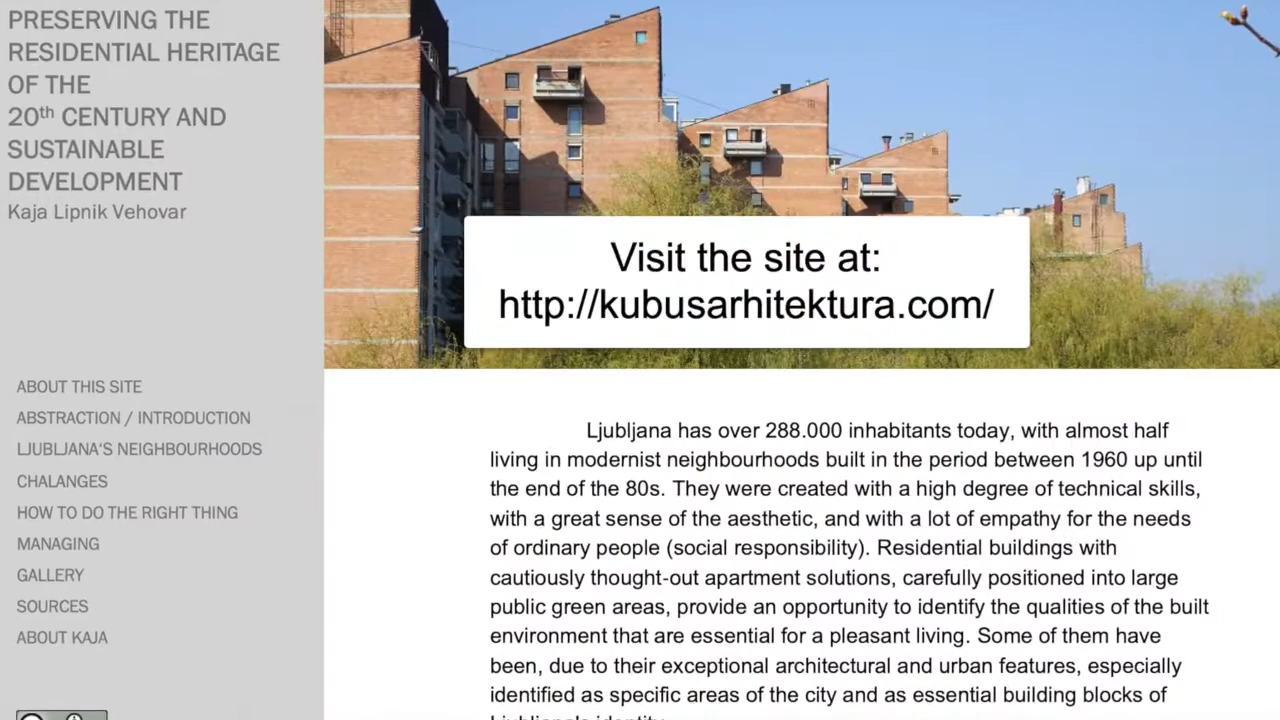 PRESERVING THE
RESIDENTIAL HERITAGE
OF THE
20th CENTURY AND
SUSTAINABLE
DEVELOPMENT
Kaja Lipnik Vehovar
ABOUT THIS SITE
ABSTRACTION / INTRODUCTION
LJUBLJANA'S NEIGHBOURHOODS
CHALANGES
HOW TO DO THE RIGHT THING
MANAGING
GALLERY
SOURCES
ABOUT KAJA
Visit the site at:
http://kubusarhitektura.com/
Ljubljana has over 288.000 inhabitants today, with almost half
living in modernist neighbourhoods built in the period between 1960 up until
the end of the 80s. They were created with a high degree of technical skills,
with a great sense of the aesthetic, and with a lot of empathy for the needs
of ordinary people (social responsibility). Residential buildings with
cautiously thought-out apartment solutions, carefully positioned into large
public green areas, provide an opportunity to identify the qualities of the built
environment that are essential for a pleasant living. Some of them have
been, due to their exceptional architectural and urban features, especially
identified as specific areas of the city and as essential building blocks of
Ljubljana's identity.